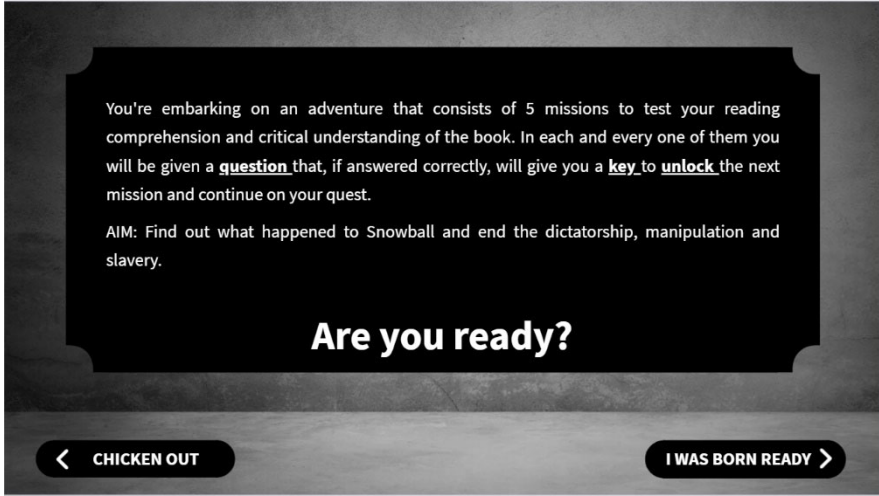 You're embarking on an adventure that consists of 5 missions to test your reading
comprehension and critical understanding of the book. In each and every one of them you
will be given a question that, if answered correctly, will give you a key to unlock the next
mission and continue on your quest.
AIM: Find out what happened to Snowball and end the dictatorship, manipulation and
slavery.
Are you ready?
CHICKEN OUT
I WAS BORN READY